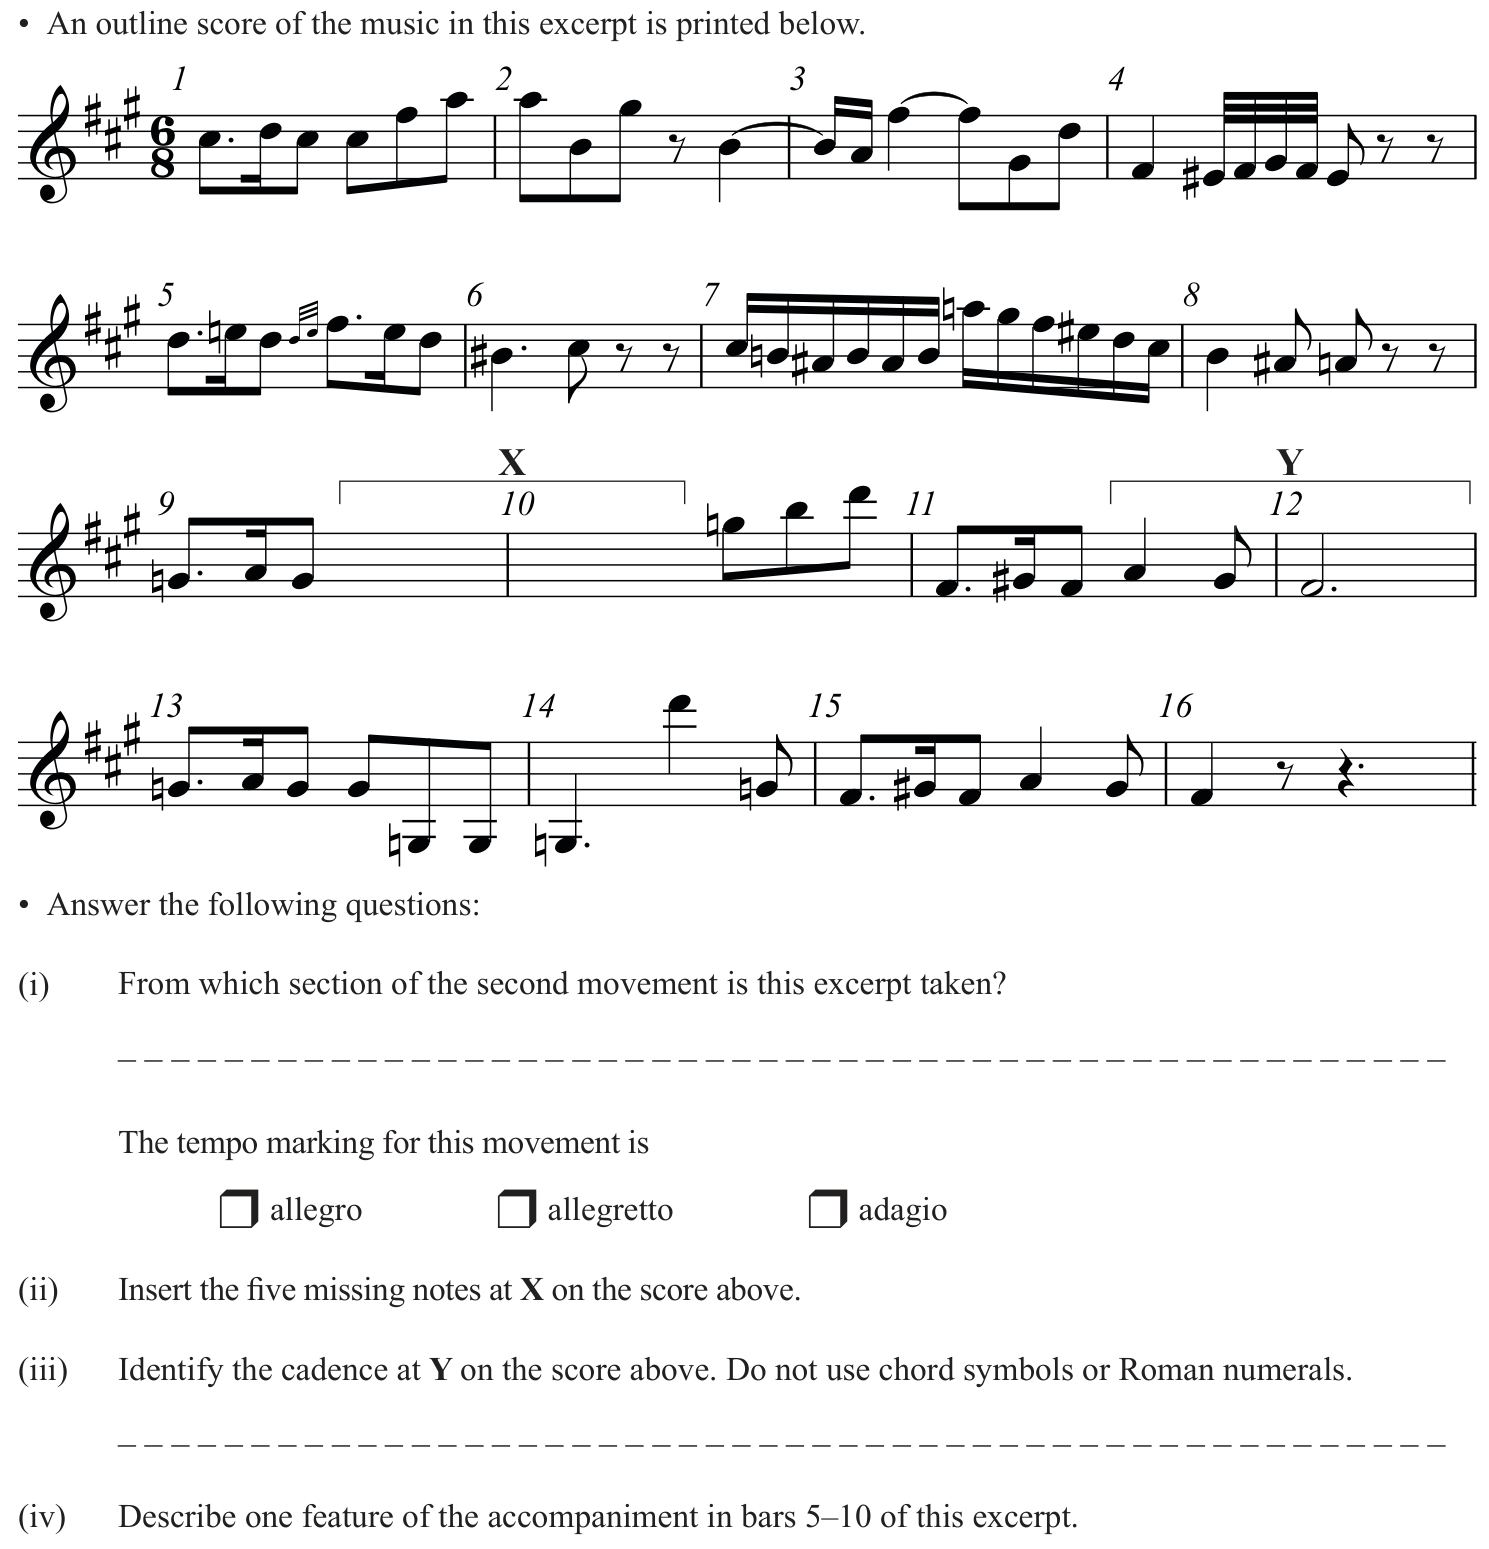 • An outline score of the music in this excerpt is printed below.
1 2 3 4
6
8
5 6 7 8
X Y
9 10 11 12
13 14 15 16
• Answer the following questions:
(i) From which section of the second movement is this excerpt taken?
The tempo marking for this movement is
allegro allegretto adagio
(ii) Insert the five missing notes at X on the score above.
(iii) Identify the cadence at Y on the score above. Do not use chord symbols or Roman numerals.
(iv) Describe one feature of the accompaniment in bars 5–10 of this excerpt.